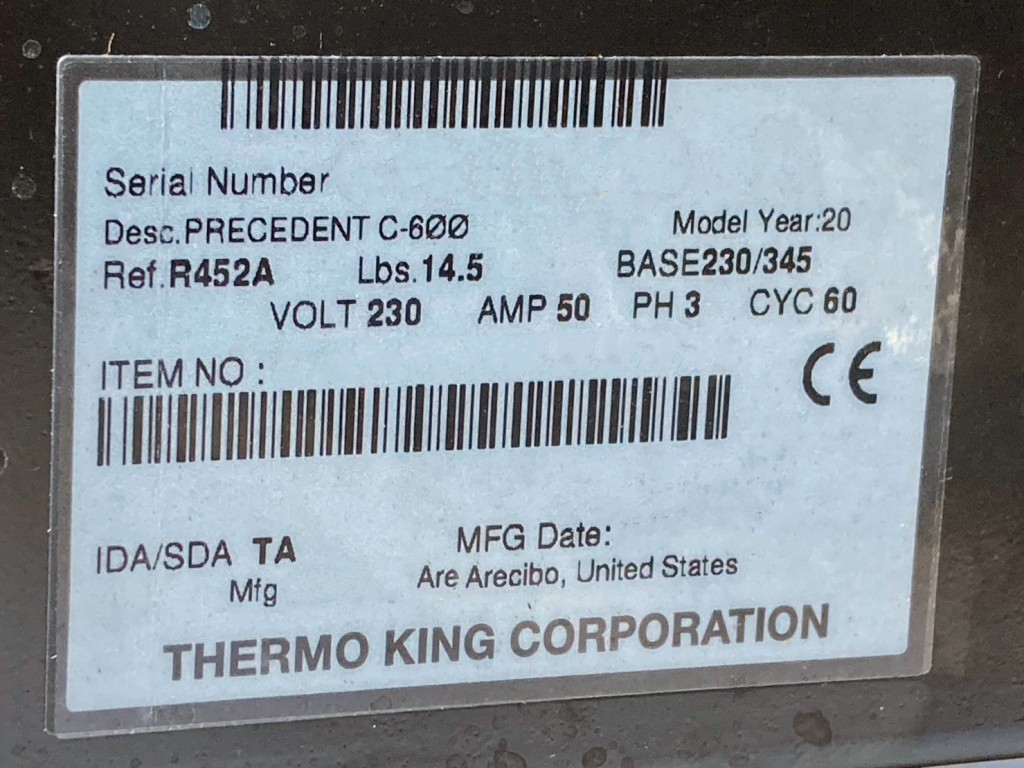 Serial Number
Desc.PRECEDENT C-6ØØ Model Year:20
Ref.R452A Lbs.14.5 BASE230/345
VOLT 230 AMP 50 PH 3 CYC 60
ITEM NO :
CE
IDA/SDA TA MFG Date:
Mfg Are Arecibo, United States
THERMO KING CORPORATION